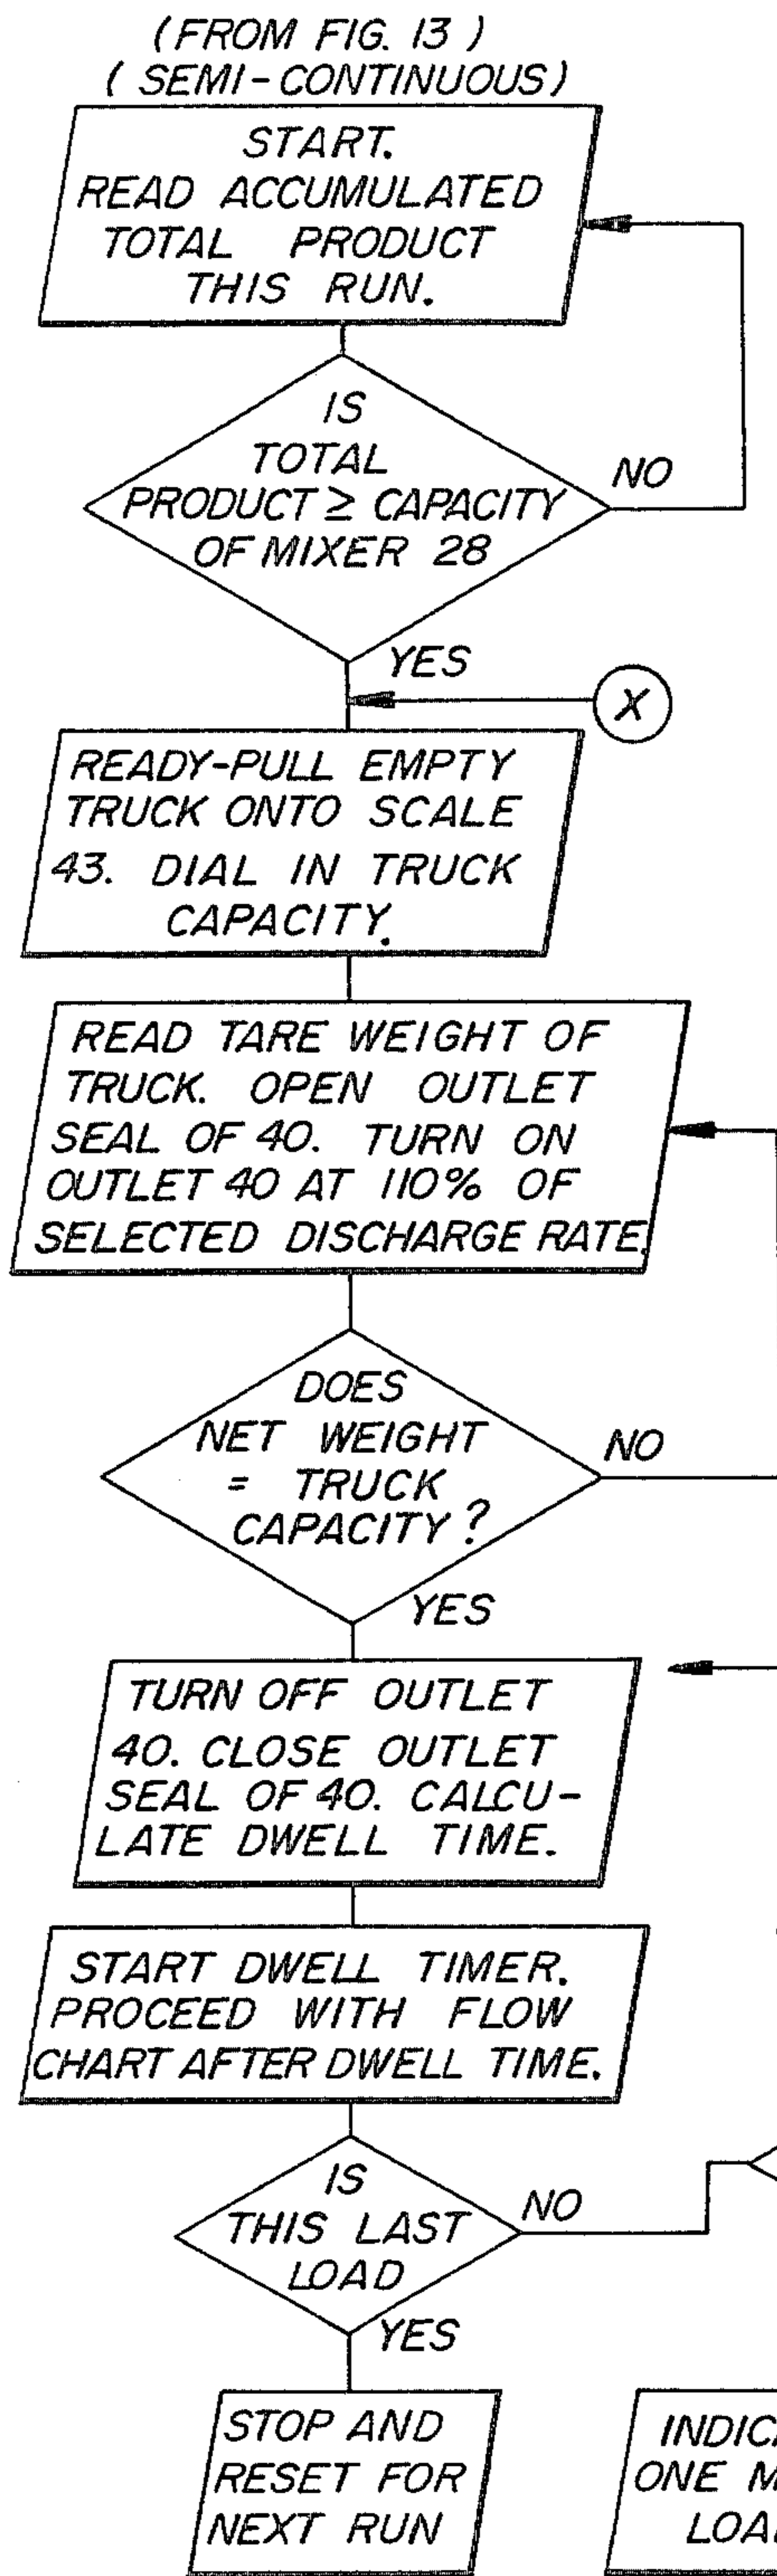 (FROM FIG. 13)
(SEMI-CONTINUOUS)
START.
READ ACCUMULATED
TOTAL PRODUCT
THIS RUN.
IS
TOTAL
PRODUCT ≥ CAPACITY
OF MIXER 28
NO
YES
X
READY-PULL EMPTY
TRUCK ONTO SCALE
43. DIAL IN TRUCK
CAPACITY.
READ TARE WEIGHT OF
TRUCK. OPEN OUTLET
SEAL OF 40. TURN ON
OUTLET 40 AT 110% OF
SELECTED DISCHARGE RATE.
DOES
NET WEIGHT
= TRUCK
CAPACITY?
NO
YES
TURN OFF OUTLET
40. CLOSE OUTLET
SEAL OF 40. CALCU-
LATE DWELL TIME.
START DWELL TIMER.
PROCEED WITH FLOW
CHART AFTER DWELL TIME.
IS
THIS LAST
LOAD
NO
YES
STOP AND
RESET FOR
NEXT RUN
INDICA
ONE M
LOA